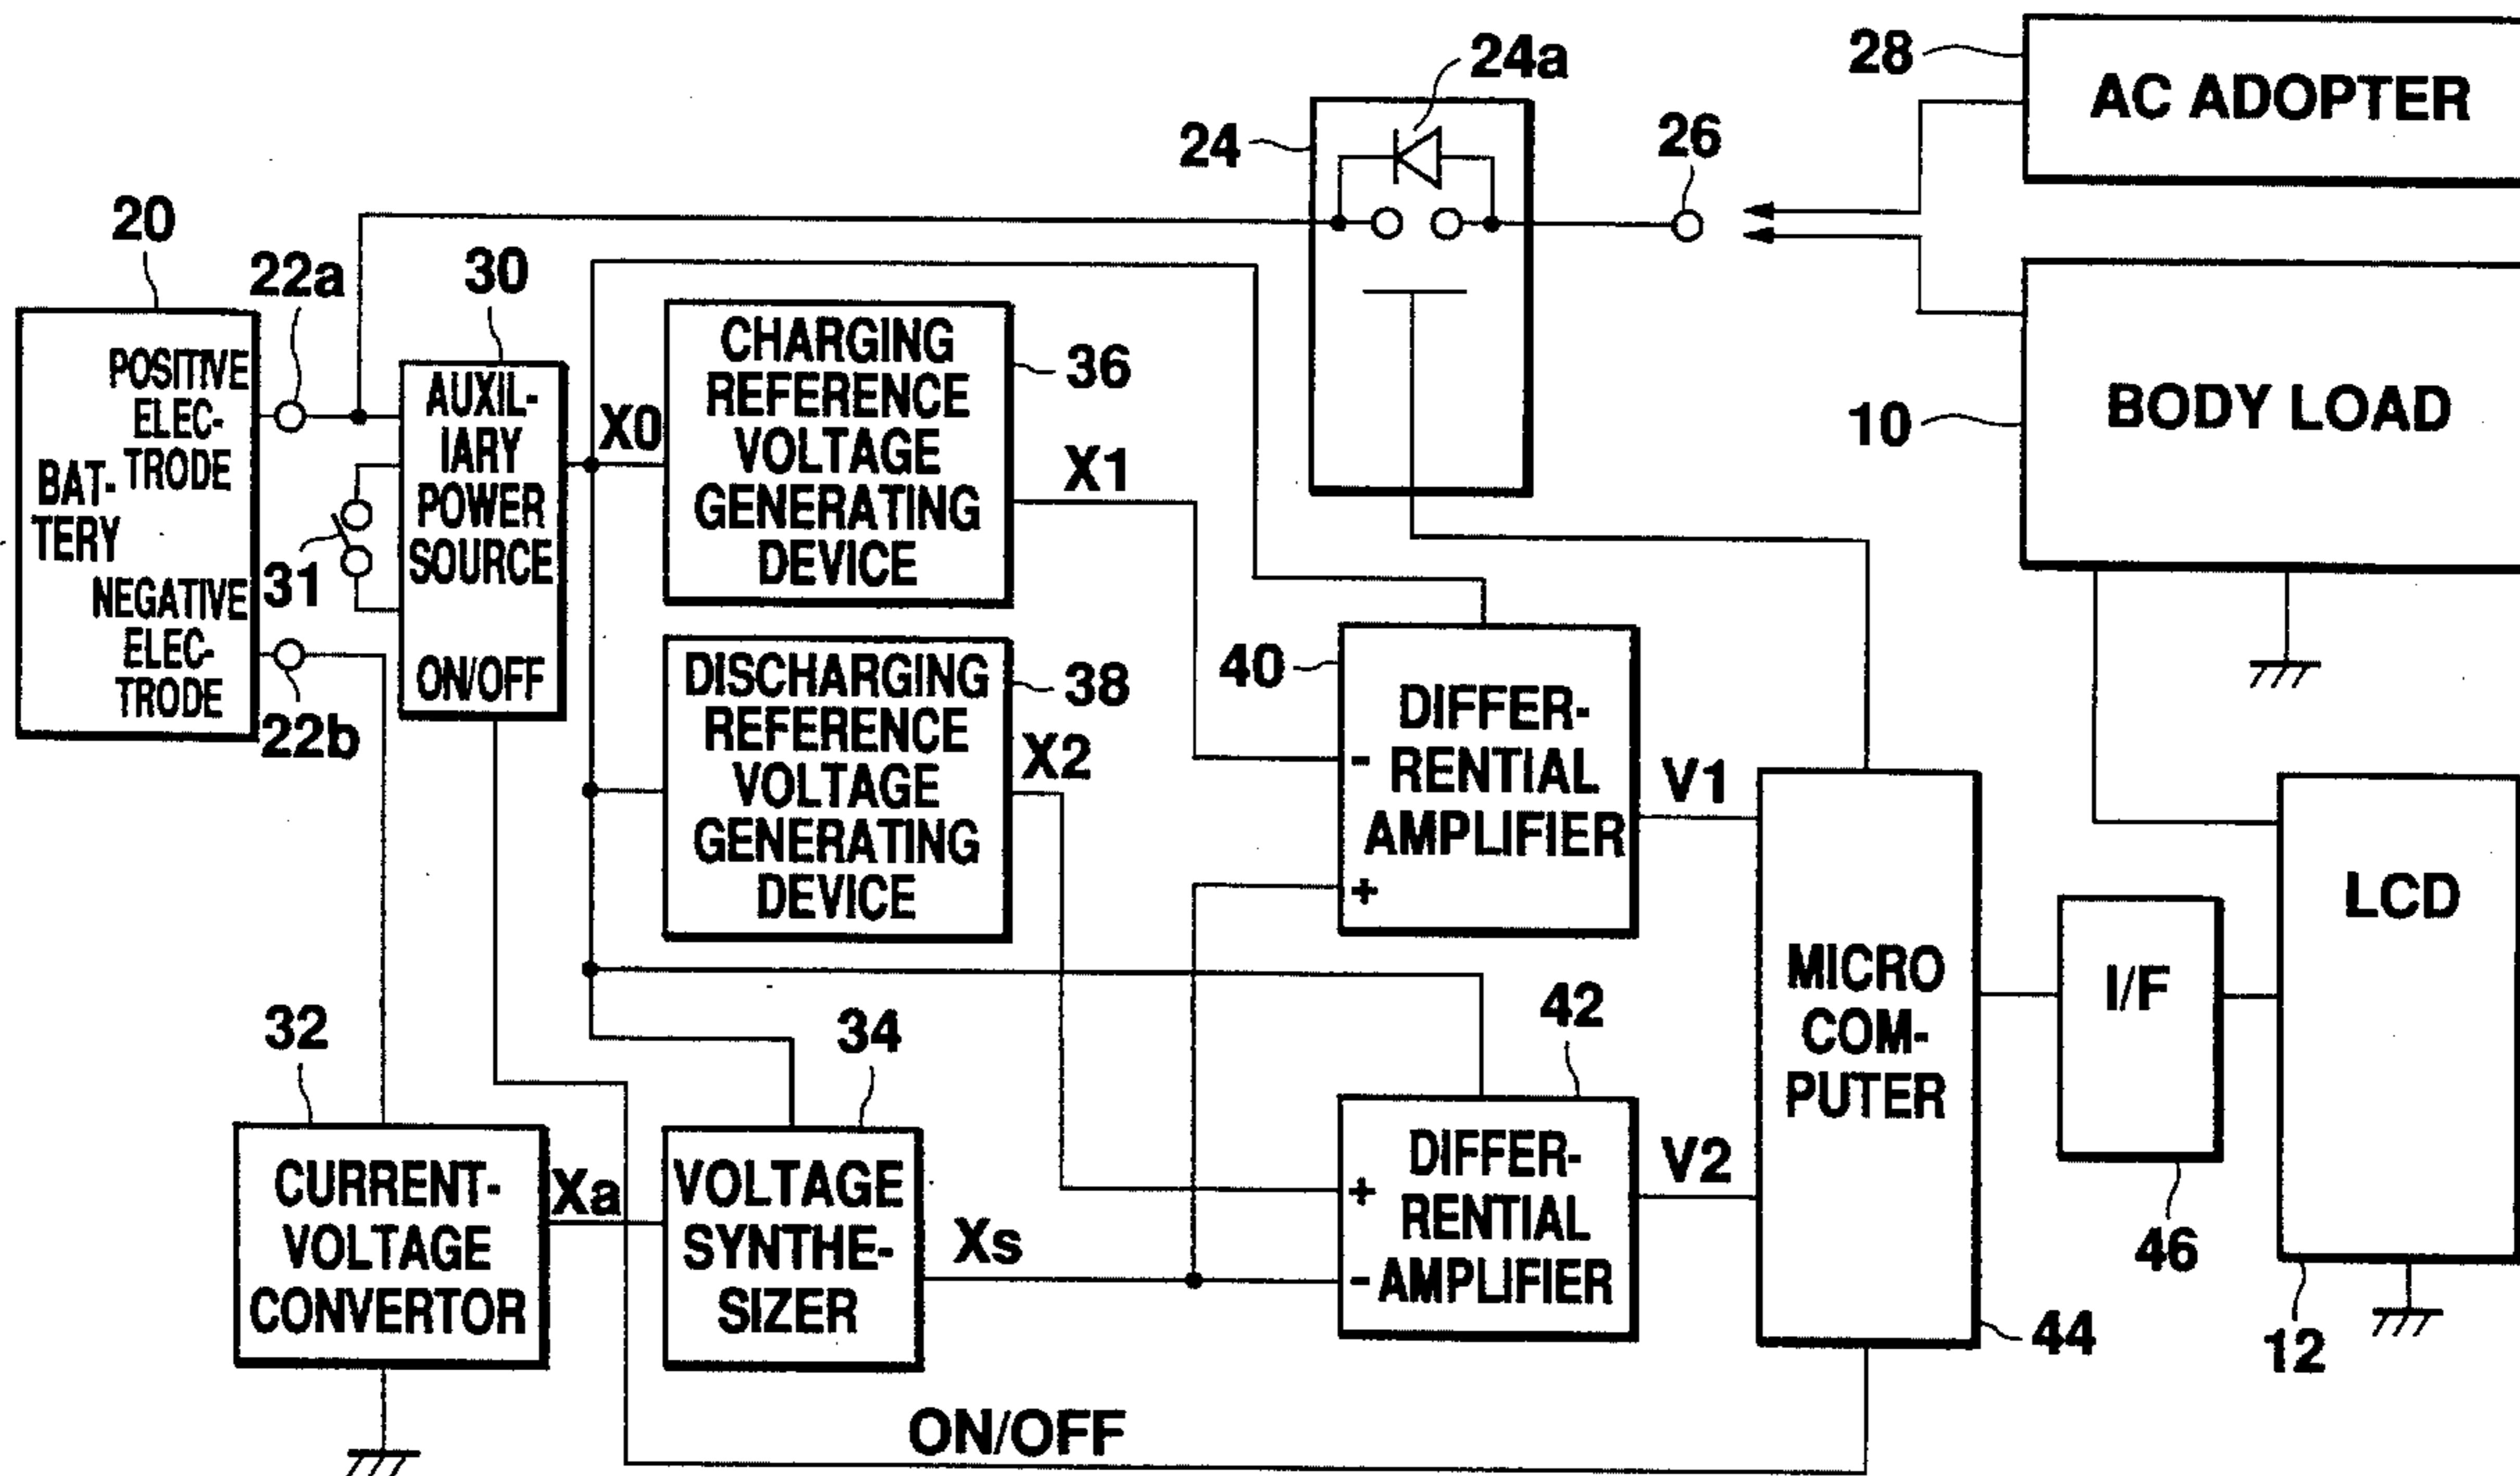 24a
28
AC ADOPTER
24
26
20
22a
30
POSITIVE
ELEC-
TRODE
BAT-
TERY
NEGATIVE
ELEC-
TRODE
22b
31
AUXIL-
IARY
POWER
SOURCE
ON/OFF
X0
CHARGING
REFERENCE
VOLTAGE
GENERATING
DEVICE
36
X1
10
BODY LOAD
DISCHARGING
REFERENCE
VOLTAGE
GENERATING
DEVICE
38
X2
40
-
DIFFER-
RENTIAL
AMPLIFIER
+
V1
MICRO
COM-
PUTER
44
I/F
46
LCD
12
32
CURRENT-
VOLTAGE
CONVERTOR
Xa
34
VOLTAGE
SYNTHE-
SIZER
Xs
42
+
DIFFER-
RENTIAL
AMPLIFIER
-
V2
ON/OFF